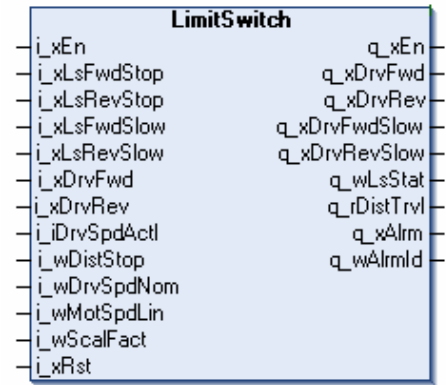 LimitSwitch
i_xEn q_xEn
i_xLsFwdStop q_xDrvFwd
i_xLsRevStop q_xDrvRev
i_xLsFwdSlow q_xDrvFwdSlow
i_xLsRevSlow q_xDrvRevSlow
i_xDrvFwd q_wLsStat
i_xDrvRev q_rDistTrvl
i_iDrvSpdActl q_xAlrm
i_wDistStop q_wAlrmId
i_wDrvSpdNom
i_wMotSpdLin
i_wScalFact
i_xRst